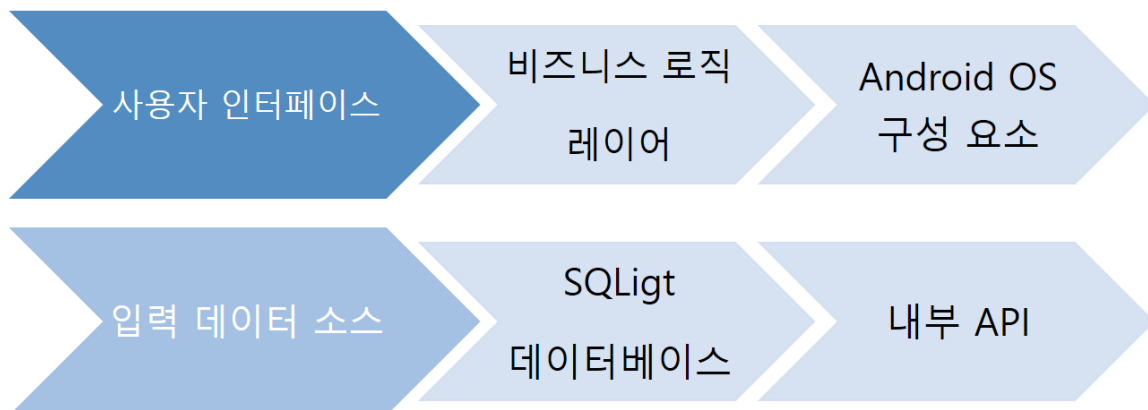 사용자 인터페이스
비즈니스 로직
레이어
Android OS
구성 요소
입력 데이터 소스
SQLigt
데이터베이스
내부 API